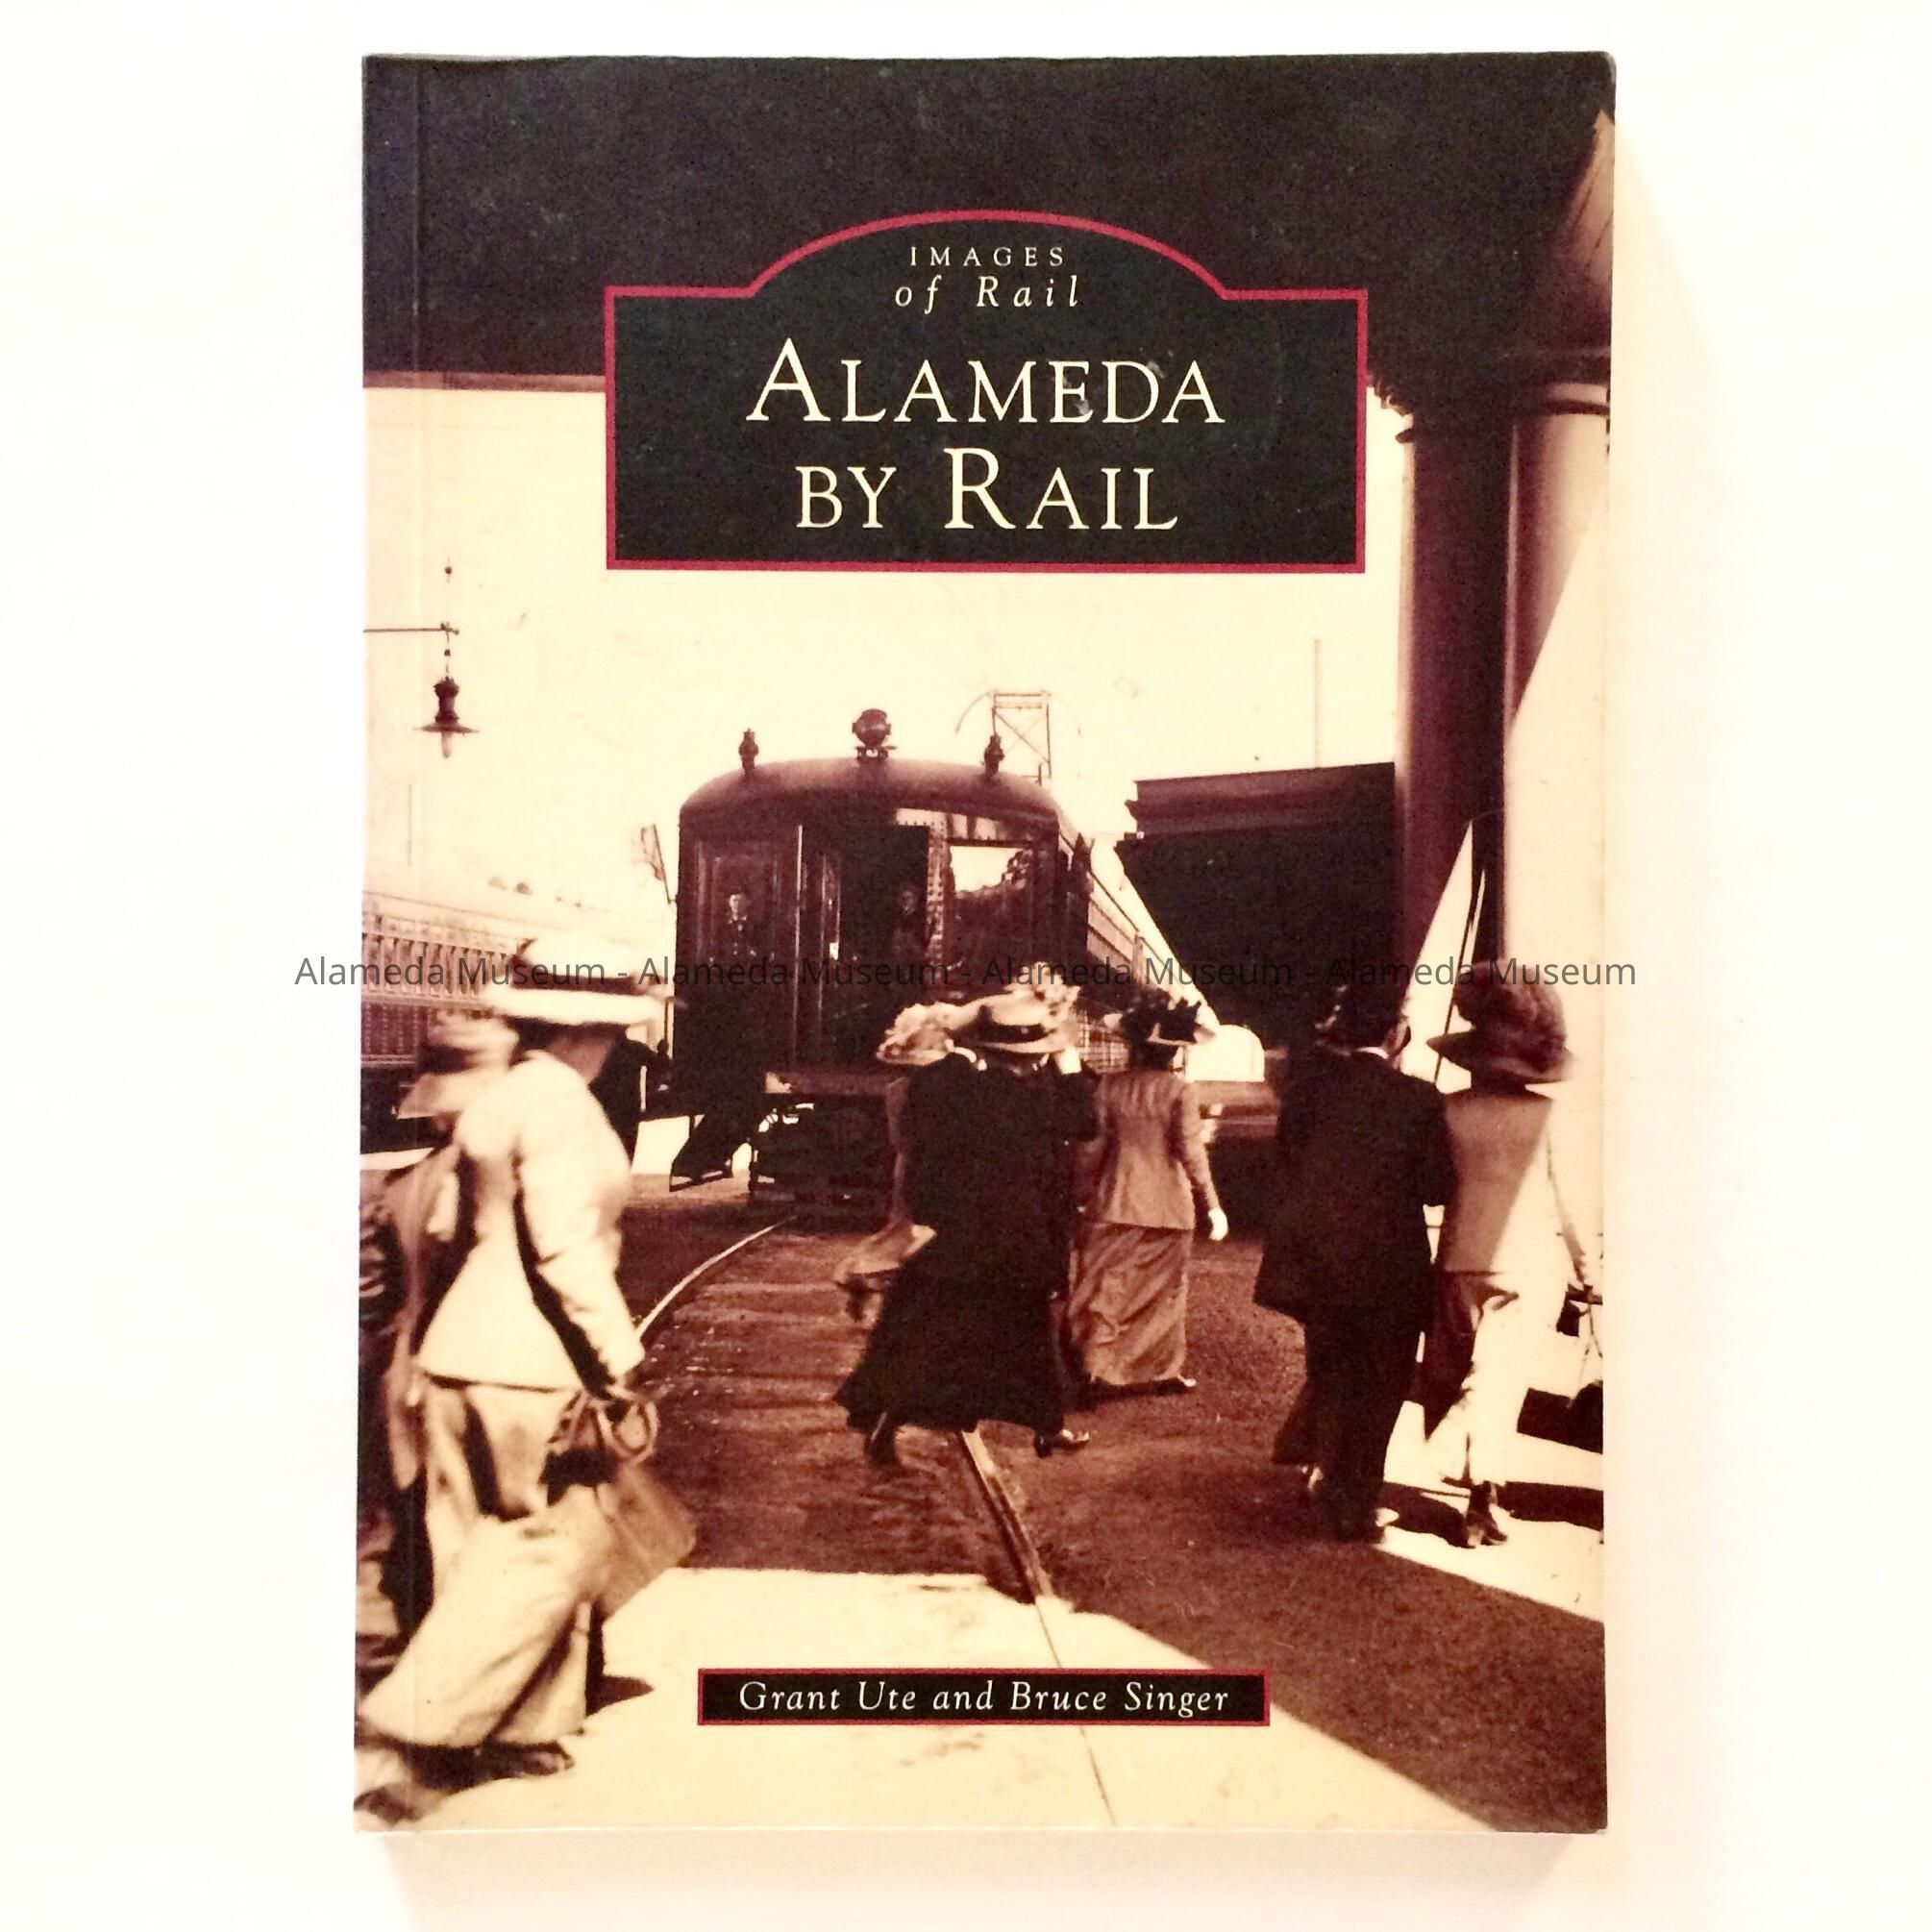 IMAGES
of Rail
ALAMEDA
BY RAIL
Alameda Museum - Alameda Museum - Alameda Museum - Alameda Museum
Grant Ute and Bruce Singer